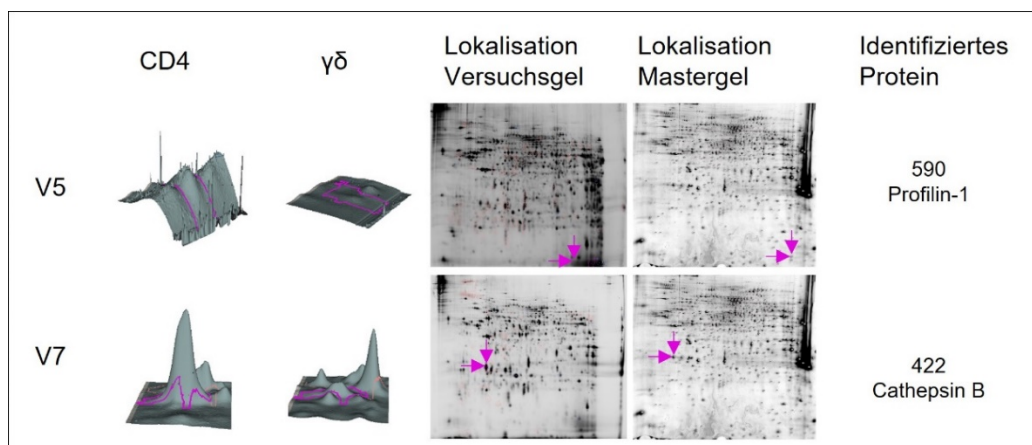 CD4
γδ
Lokalisation
Versuchsgel
Lokalisation
Mastergel
Identifiziertes
Protein
V5
590
Profilin-1
V7
422
Cathepsin B